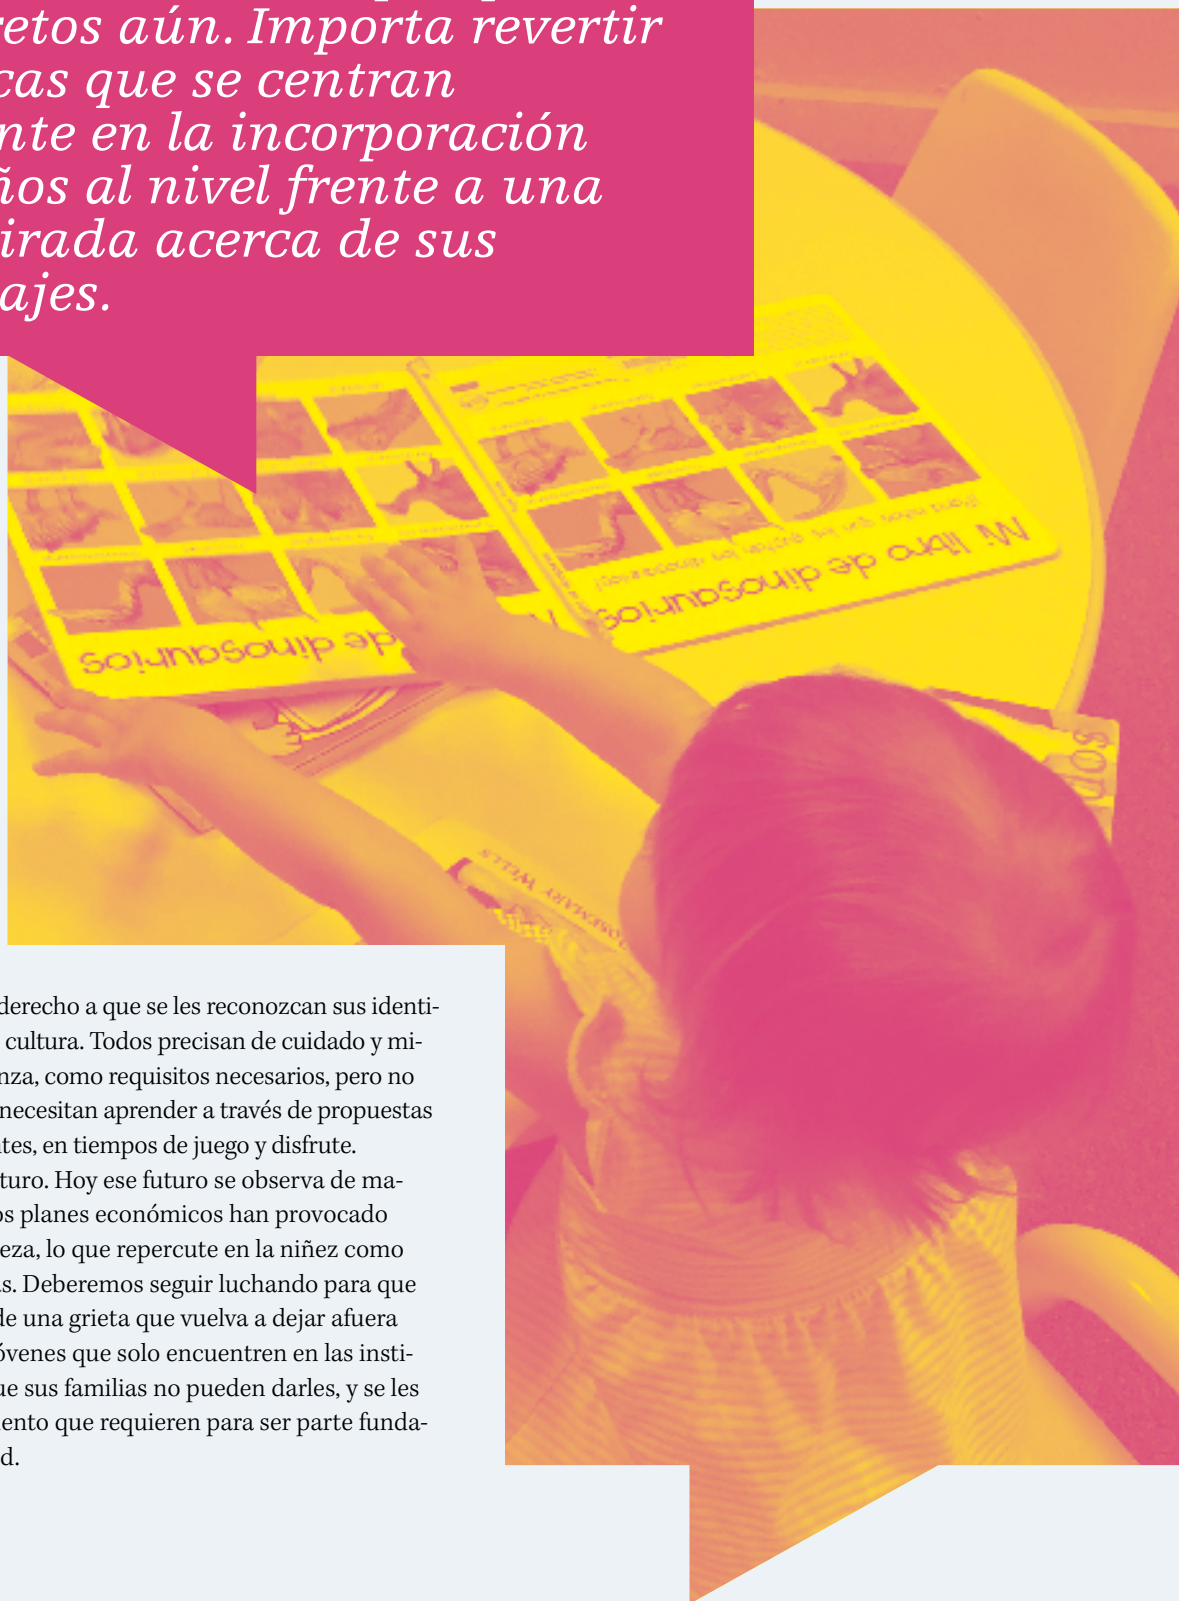 etos aún. Importa revertir
cas que se centran
nte en la incorporación
ños al nivel frente a una
irada acerca de sus
ajes.
Mi libro de dinosaurios
de dinosaurios
ROSEMARY WELLS
derecho a que se les reconozcan sus identi-
cultura. Todos precisan de cuidado y mi-
nza, como requisitos necesarios, pero no
necesitan aprender a través de propuestas
tes, en tiempos de juego y disfrute.
turo. Hoy ese futuro se observa de ma-
os planes económicos han provocado
eza, lo que repercute en la niñez como
s. Deberemos seguir luchando para que
de una grieta que vuelva a dejar afuera
óvenes que solo encuentren en las insti-
ue sus familias no pueden darles, y se les
ento que requieren para ser parte funda-
d.